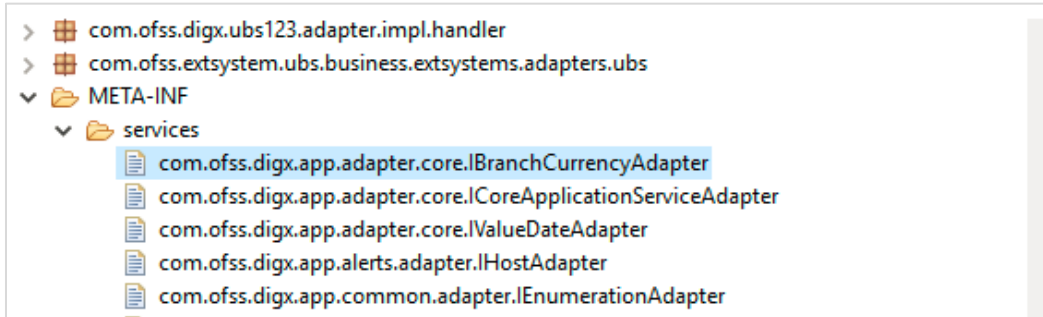 com.ofss.digx.ubs123.adapter.impl.handler
com.ofss.extsystem.ubs.business.extsystems.adapters.ubs
META-INF
services
com.ofss.digx.app.adapter.core.IBranchCurrencyAdapter
com.ofss.digx.app.adapter.core.ICoreApplicationServiceAdapter
com.ofss.digx.app.adapter.core.IValueDateAdapter
com.ofss.digx.app.alerts.adapter.IHostAdapter
com.ofss.digx.app.common.adapter.IEnumerationAdapter